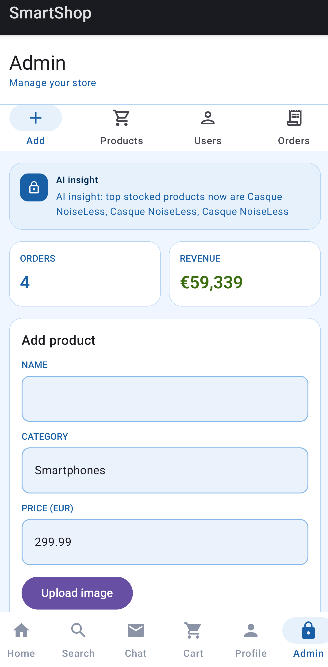 SmartShop
Admin
Manage your store
Add
Products
Users
Orders
AI insight
AI insight: top stocked products now are Casque
NoiseLess, Casque NoiseLess, Casque NoiseLess
ORDERS
4
REVENUE
€59,339
Add product
NAME
CATEGORY
Smartphones
PRICE (EUR)
299.99
Upload image
Home
Search
Chat
Cart
Profile
Admin